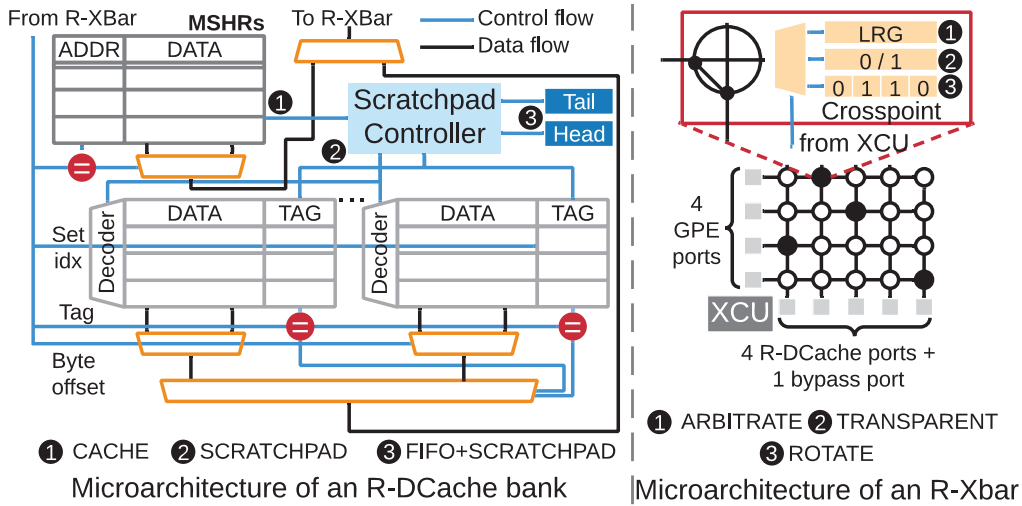 From R-XBar
MSHRs
To R-XBar
Control flow
Data flow
ADDR
DATA
1
Scratchpad
Controller
2
3
Tail
Head
=
Decoder
DATA
TAG
Decoder
DATA
TAG
Set
idx
Tag
=
=
Byte
offset
1 CACHE
2 SCRATCHPAD
3 FIFO+SCRATCHPAD
Microarchitecture of an R-DCache bank
LRG
1
0 / 1
2
0 1 1 0
3
Crosspoint
from XCU
4
GPE
ports
XCU
4 R-DCache ports +
1 bypass port
1 ARBITRATE 2 TRANSPARENT
3 ROTATE
Microarchitecture of an R-Xbar